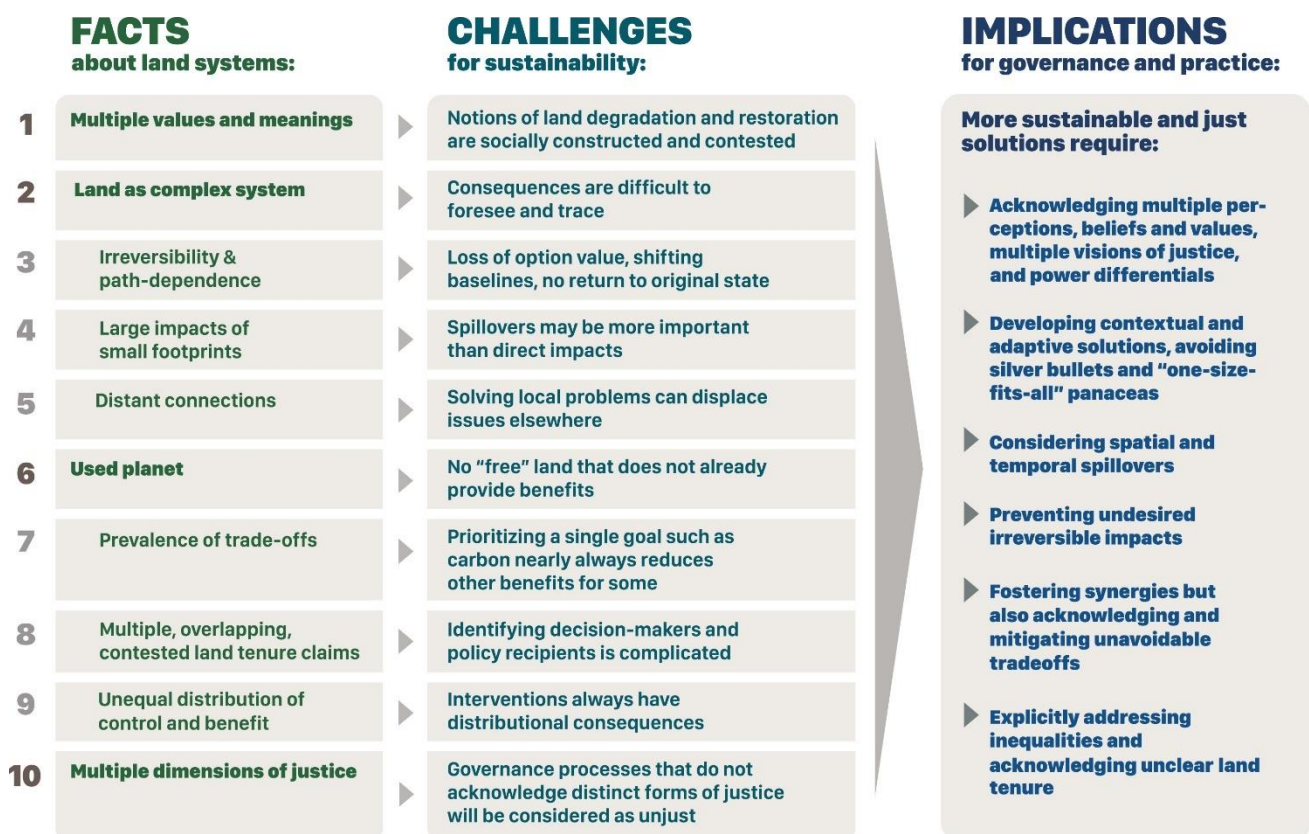 FACTS
about land systems:
CHALLENGES
for sustainability:
IMPLICATIONS
for governance and practice:
1
Multiple values and meanings
Notions of land degradation and restoration
are socially constructed and contested
2
Land as complex system
Consequences are difficult to
foresee and trace
3
Irreversibility &
path-dependence
Loss of option value, shifting
baselines, no return to original state
4
Large impacts of
small footprints
Spillovers may be more important
than direct impacts
5
Distant connections
Solving local problems can displace
issues elsewhere
6
Used planet
No “free” land that does not already
provide benefits
7
Prevalence of trade-offs
Prioritizing a single goal such as
carbon nearly always reduces
other benefits for some
8
Multiple, overlapping,
contested land tenure claims
Identifying decision-makers and
policy recipients is complicated
9
Unequal distribution of
control and benefit
Interventions always have
distributional consequences
10
Multiple dimensions of justice
Governance processes that do not
acknowledge distinct forms of justice
will be considered as unjust
More sustainable and just
solutions require:
Acknowledging multiple per-
ceptions, beliefs and values,
multiple visions of justice,
and power differentials
Developing contextual and
adaptive solutions, avoiding
silver bullets and “one-size-
fits-all” panaceas
Considering spatial and
temporal spillovers
Preventing undesired
irreversible impacts
Fostering synergies but
also acknowledging and
mitigating unavoidable
tradeoffs
Explicitly addressing
inequalities and
acknowledging unclear land
tenure